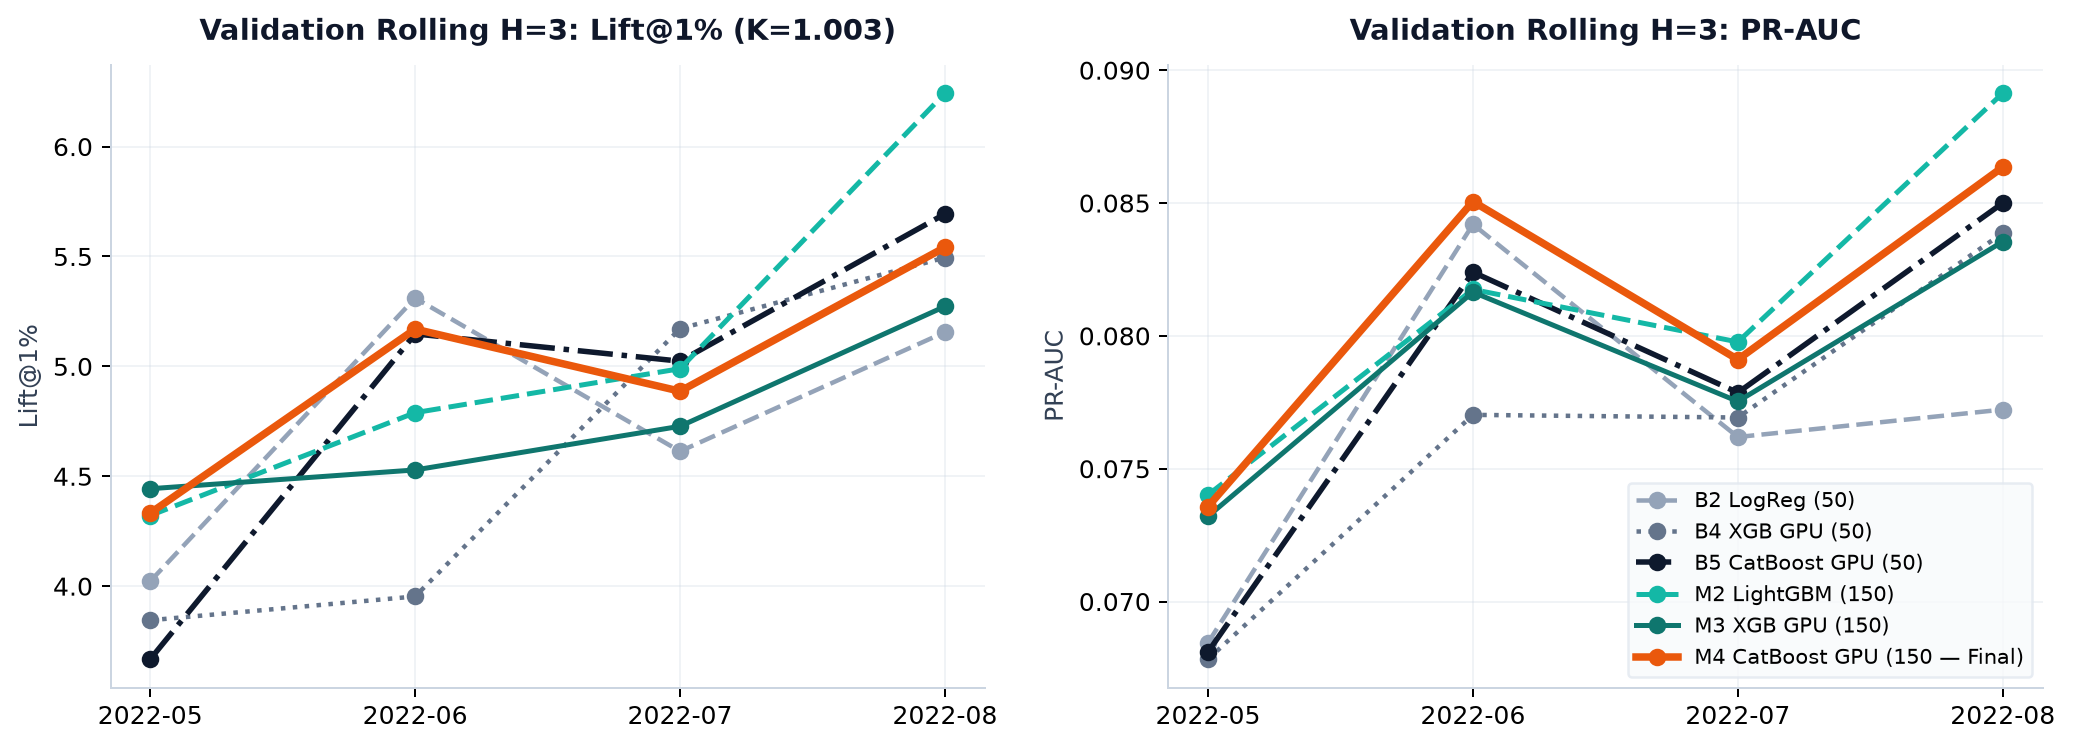 Validation Rolling H=3: Lift@1% (K=1.003)
Lift@1%
6.0
5.5
5.0
4.5
4.0
2022-05
2022-06
2022-07
2022-08
Validation Rolling H=3: PR-AUC
PR-AUC
0.090
0.085
0.080
0.075
0.070
2022-05
2022-06
2022-07
2022-08
B2 LogReg (50)
B4 XGB GPU (50)
B5 CatBoost GPU (50)
M2 LightGBM (150)
M3 XGB GPU (150)
M4 CatBoost GPU (150 — Final)